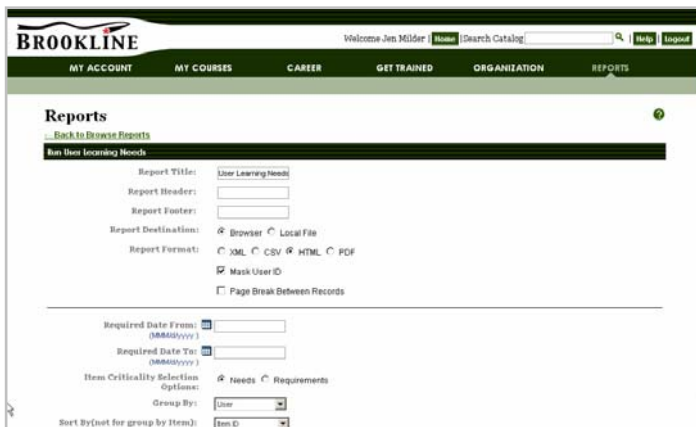 BROOKLINE
Welcome Jen Milder | Home | Search Catalog | Help | Logout
MY ACCOUNT MY COURSES CAREER GET TRAINED ORGANIZATION REPORTS
Reports
Back to Browse Reports
Run User Learning Needs
Report Title: User Learning Needs
Report Header:
Report Footer:
Report Destination: Browser Local File
Report Format: XML CSV HTML PDF
Mask User ID
Page Break Between Records
Required Date From:
(MMM/d/yyyy )
Required Date To:
(MMM/d/yyyy )
Item Criticality Selection
Options: Needs Requirements
Group By: User
Sort By(not for group by Item): Item ID